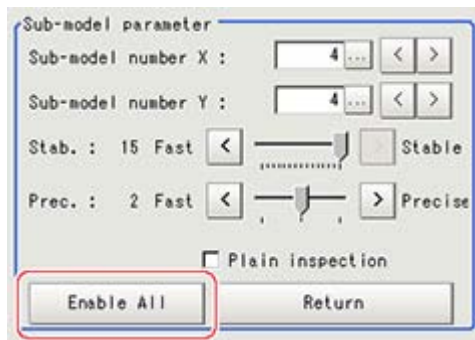 Sub-model parameter
Sub-model number X : 4 ... < >
Sub-model number Y : 4 ... < >
Stab. : 15 Fast < > Stable
Prec. : 2 Fast < > Precise
Plain inspection
Enable All Return